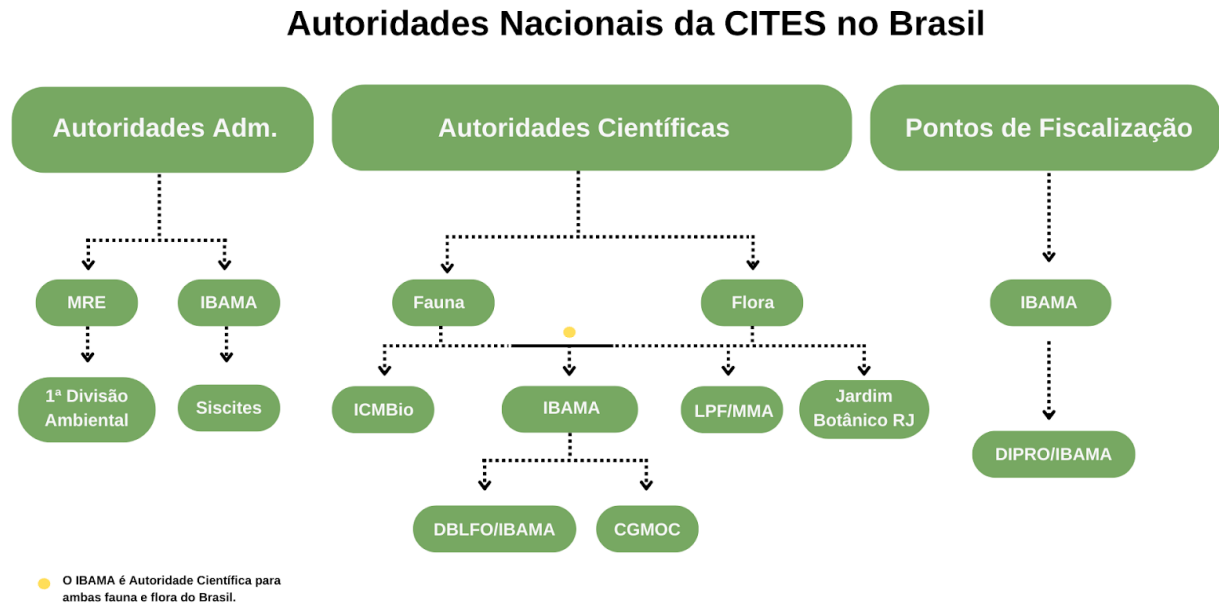 Autoridades Nacionais da CITES no Brasil
Autoridades Adm.
Autoridades Científicas
Pontos de Fiscalização
MRE
IBAMA
Fauna
Flora
IBAMA
1ª Divisão
Ambiental
Siscites
ICMBio
IBAMA
LPF/MMA
Jardim
Botânico RJ
DIPRO/IBAMA
DBLFO/IBAMA
CGMOC
O IBAMA é Autoridade Científica para
ambas fauna e flora do Brasil.